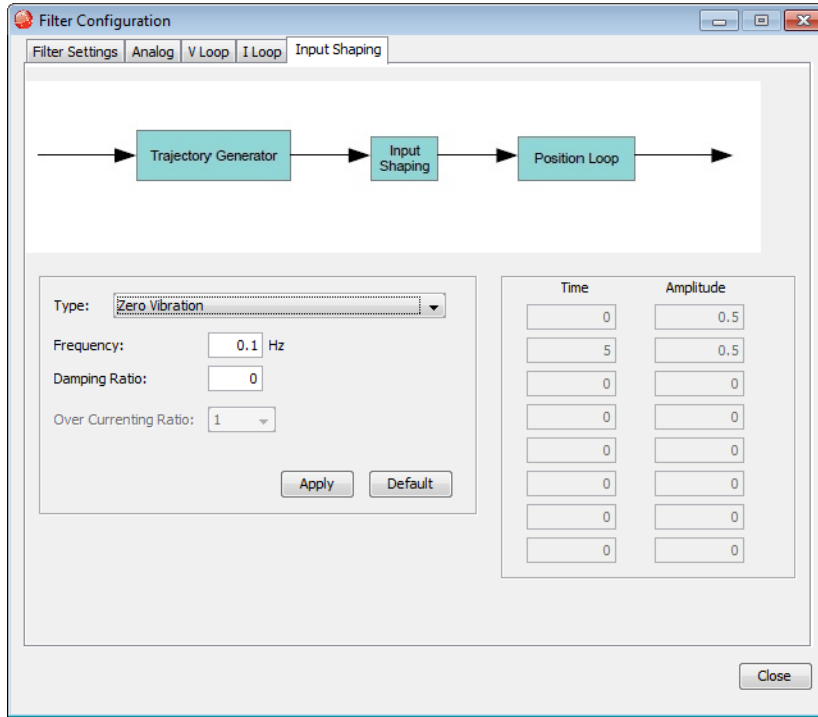 Filter Configuration
Filter Settings Analog V Loop I Loop Input Shaping
Trajectory Generator
Input
Shaping
Position Loop
Type: Zero Vibration
Frequency: 0.1 Hz
Damping Ratio: 0
Over Currenting Ratio: 1
Apply Default
Time Amplitude
0 0.5
5 0.5
0 0
0 0
0 0
0 0
0 0
0 0
Close